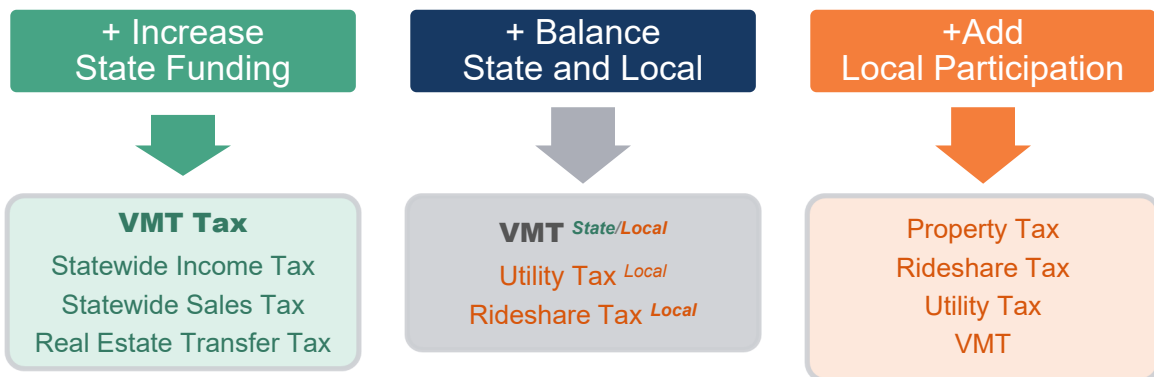 + Increase
State Funding
+ Balance
State and Local
+Add
Local Participation
VMT Tax
Statewide Income Tax
Statewide Sales Tax
Real Estate Transfer Tax
VMT State/Local
Utility Tax Local
Rideshare Tax Local
Property Tax
Rideshare Tax
Utility Tax
VMT